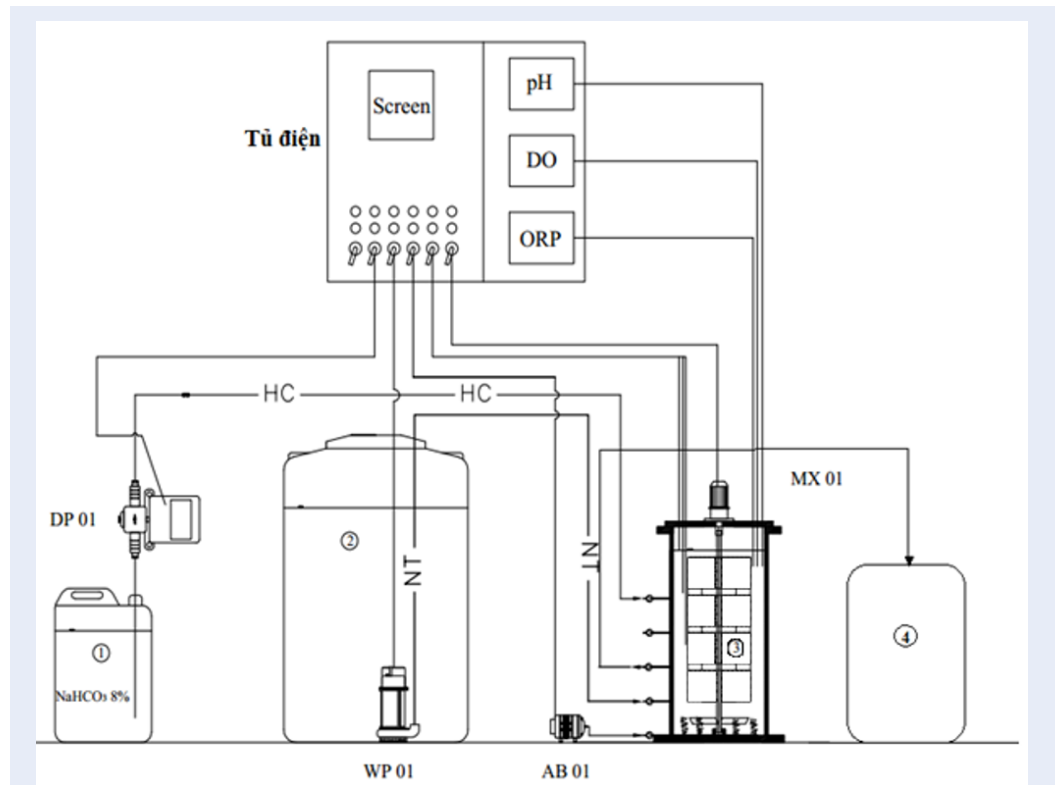 Tủ điện
Screen
pH
DO
ORP
HC
HC
MX 01
DP 01
②
NT
NT
①
NaHCO₃ 8%
③
④
WP 01
AB 01